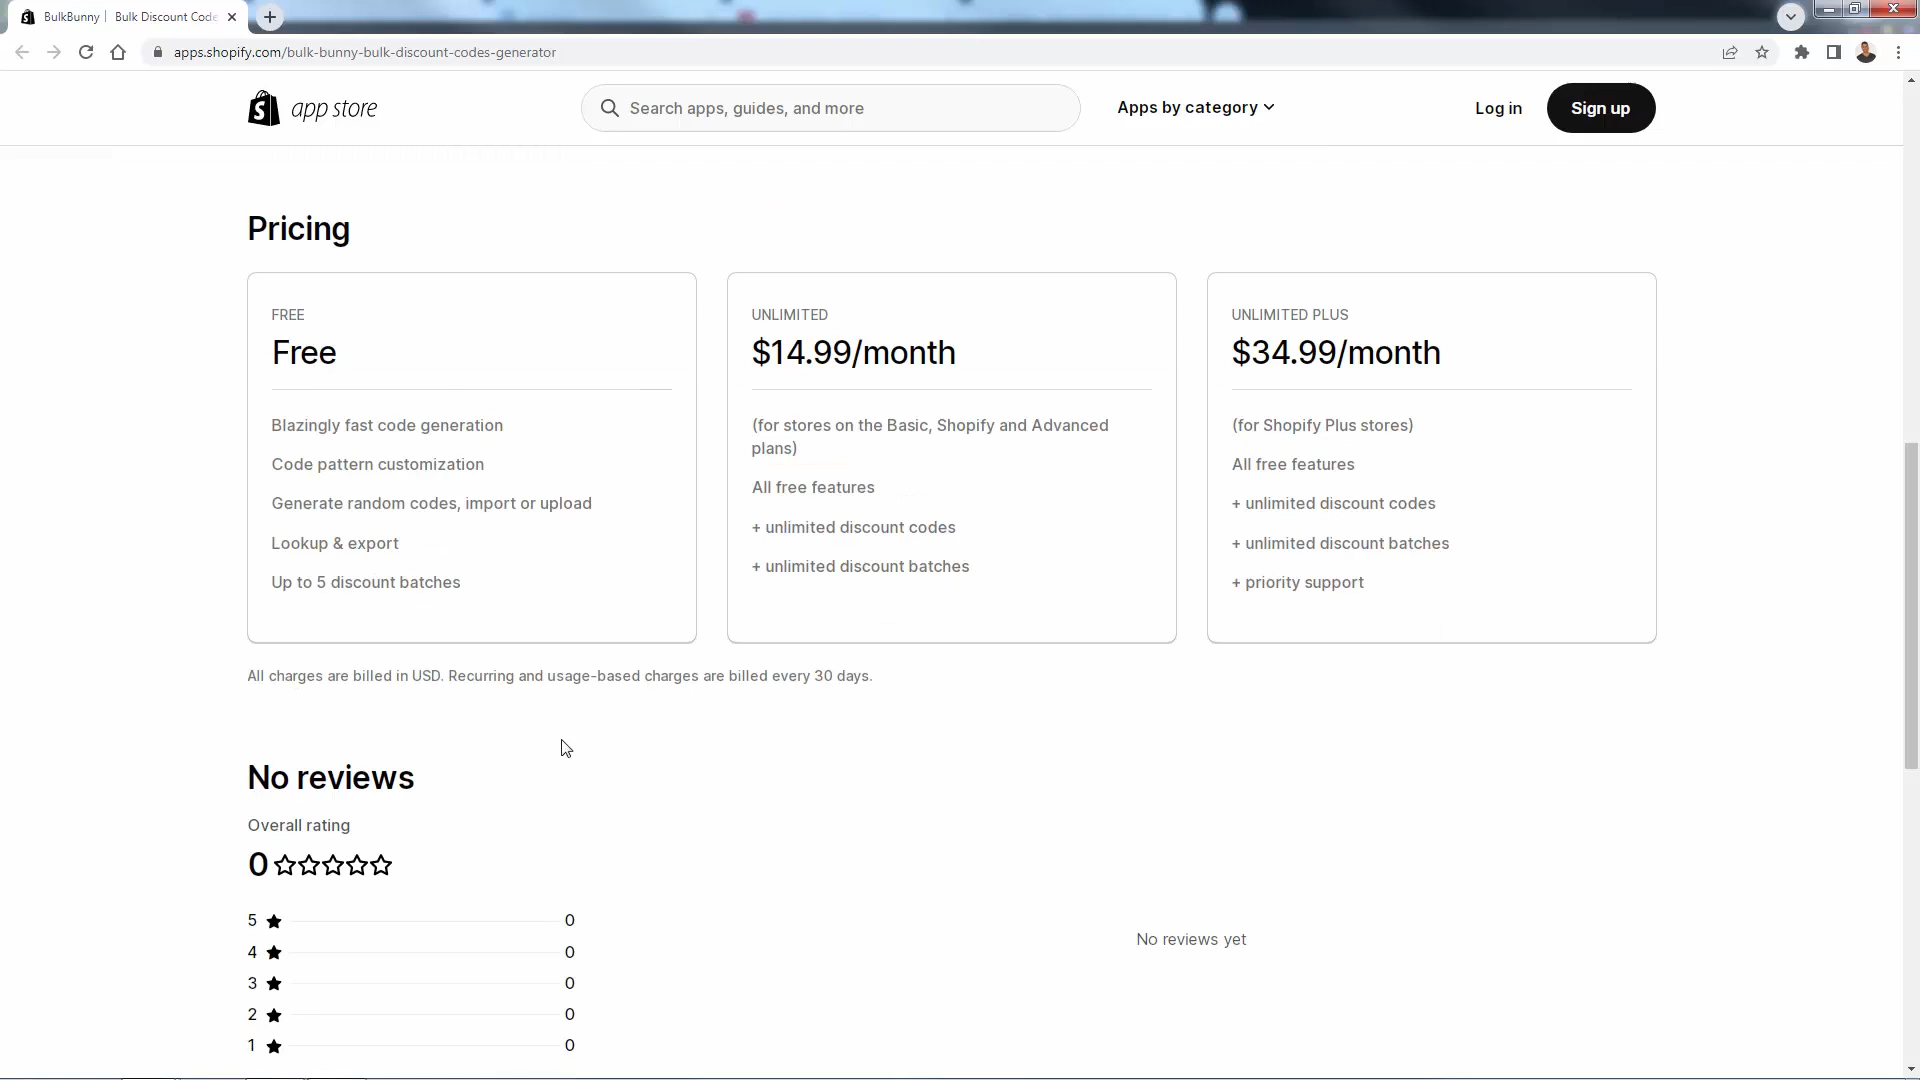 BulkBunny | Bulk Discount Code
apps.shopify.com/bulk-bunny-bulk-discount-codes-generator
app store
Search apps, guides, and more
Apps by category
Log in
Sign up
Pricing
FREE
Free
Blazingly fast code generation
Code pattern customization
Generate random codes, import or upload
Lookup & export
Up to 5 discount batches
UNLIMITED
$14.99/month
(for stores on the Basic, Shopify and Advanced
plans)
All free features
+ unlimited discount codes
+ unlimited discount batches
UNLIMITED PLUS
$34.99/month
(for Shopify Plus stores)
All free features
+ unlimited discount codes
+ unlimited discount batches
+ priority support
All charges are billed in USD. Recurring and usage-based charges are billed every 30 days.
No reviews
Overall rating
0
5 0
4 0
3 0
2 0
1 0
No reviews yet